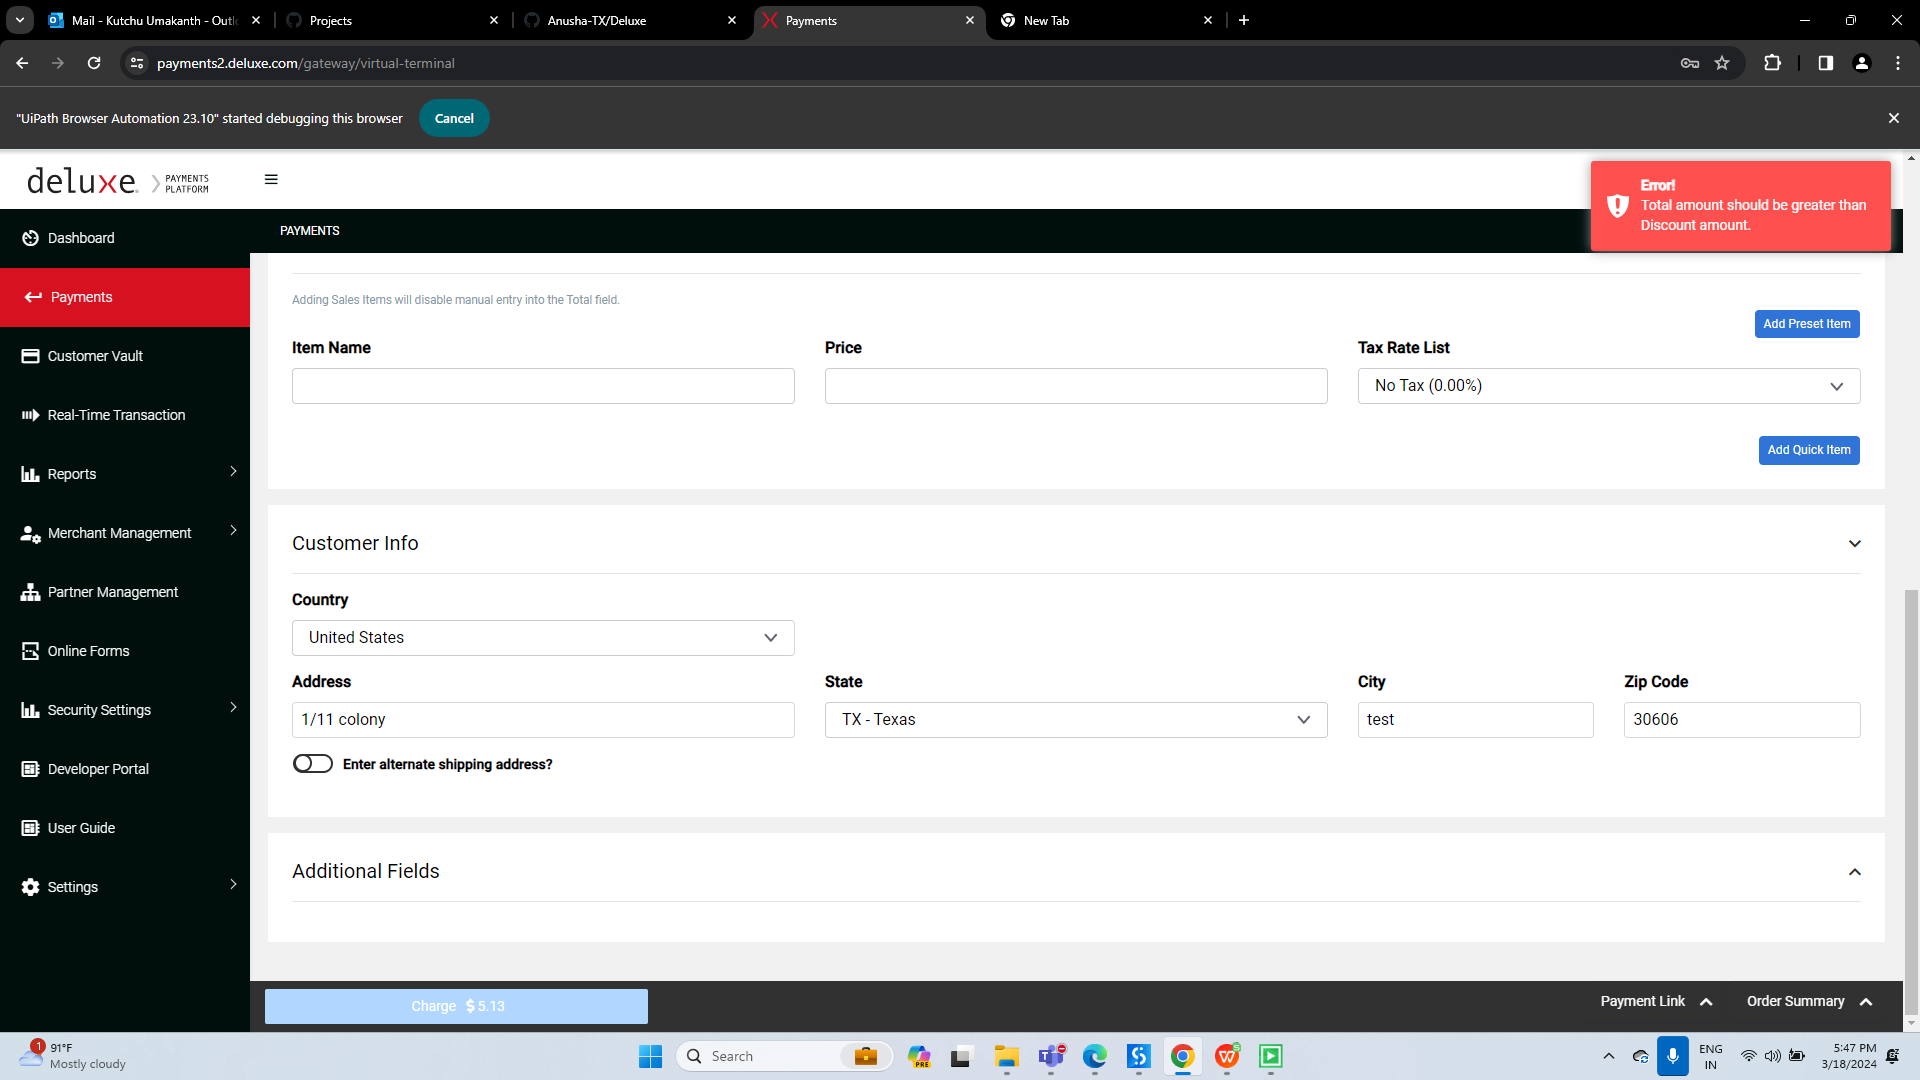 Mail - Kutchu Umakanth - Outl
Projects
Anusha-TX/Deluxe
Payments
New Tab
payments2.deluxe.com/gateway/virtual-terminal
"UiPath Browser Automation 23.10" started debugging this browser
Cancel
deluxe.
PAYMENTS
PLATFORM
Error!
Total amount should be greater than
Discount amount.
Dashboard
Payments
Customer Vault
Real-Time Transaction
Reports
Merchant Management
Partner Management
Online Forms
Security Settings
Developer Portal
User Guide
Settings
PAYMENTS
Adding Sales Items will disable manual entry into the Total field.
Add Preset Item
Item Name
Price
Tax Rate List
No Tax (0.00%)
Add Quick Item
Customer Info
Country
United States
Address
State
City
Zip Code
1/11 colony
TX - Texas
test
30606
Enter alternate shipping address?
Additional Fields
Charge $ 5.13
Payment Link
Order Summary
1
91°F
Mostly cloudy
Search
PRE
ENG
IN
5:47 PM
3/18/2024